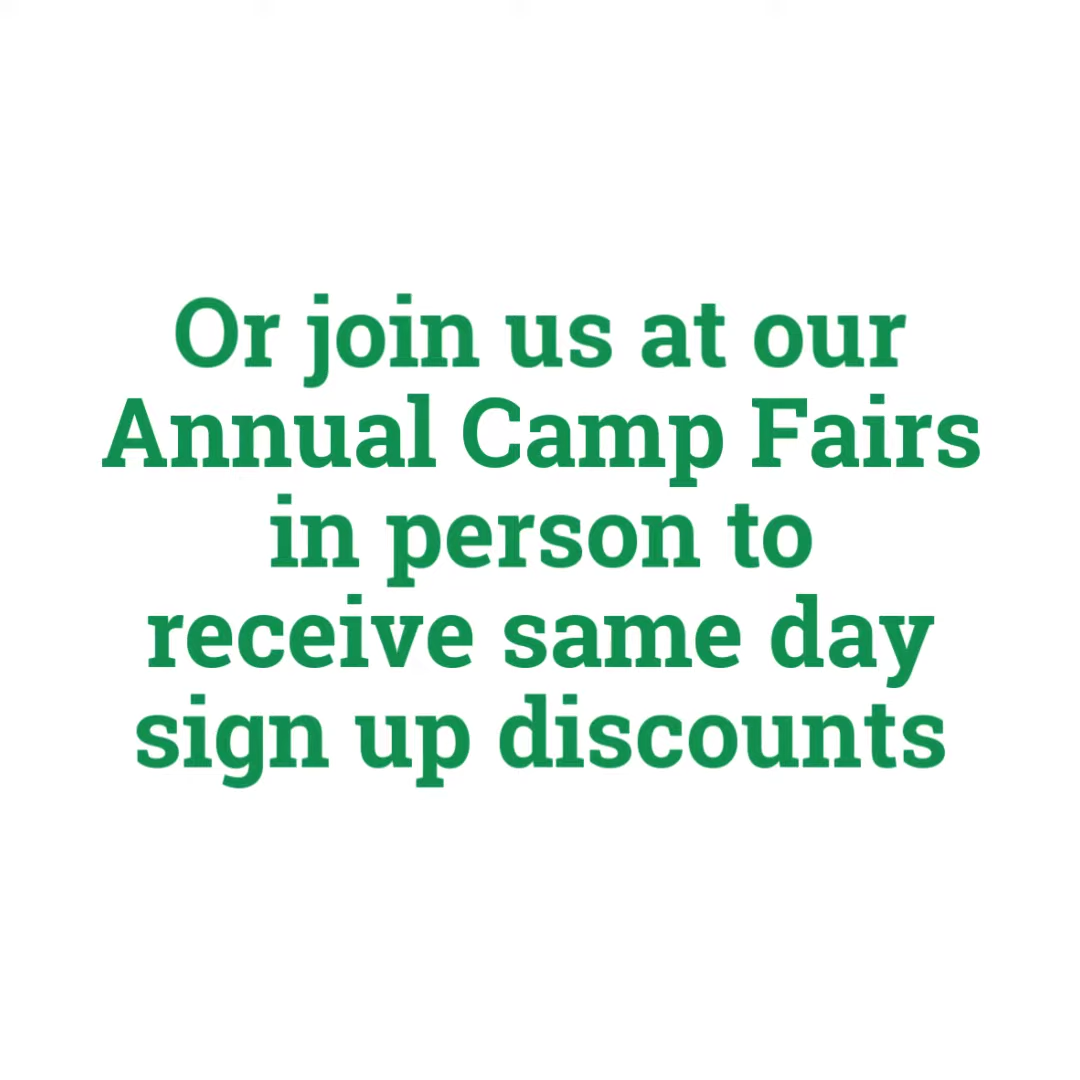 Or join us at our
Annual Camp Fairs
in person to
receive same day
sign up discounts